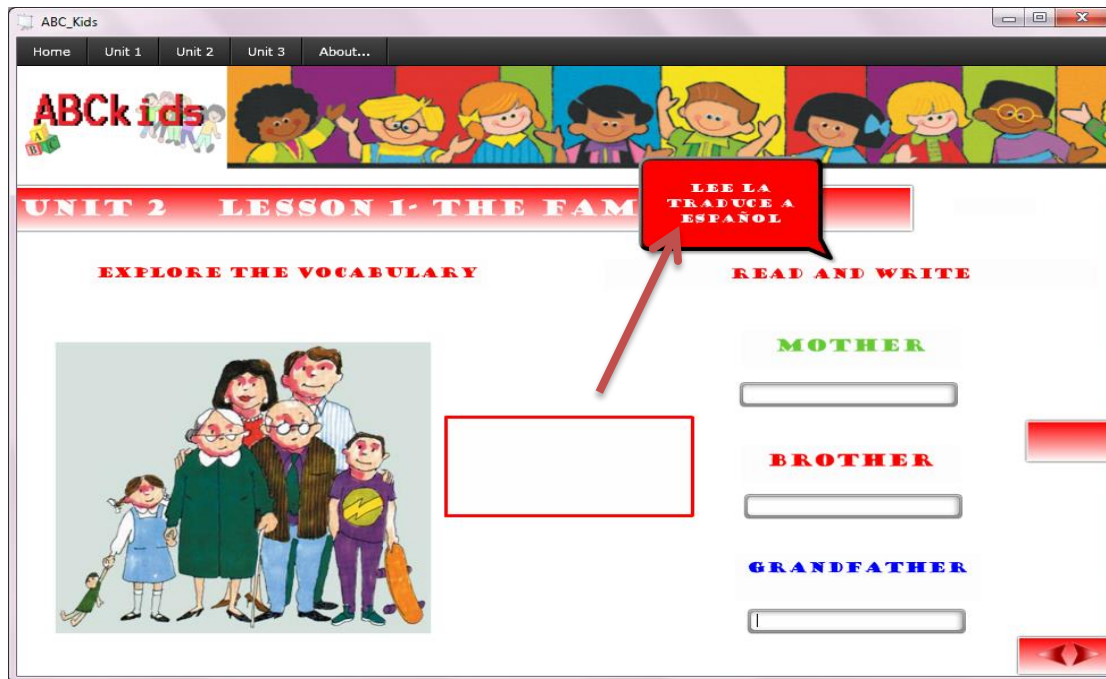 ABC_Kids
Home Unit 1 Unit 2 Unit 3 About...
ABCkids
A
B C
LEE LA
TRADUCE A
ESPAÑOL
UNIT 2 LESSON 1- THE FAM
EXPLORE THE VOCABULARY
READ AND WRITE
MOTHER
BROTHER
GRANDFATHER